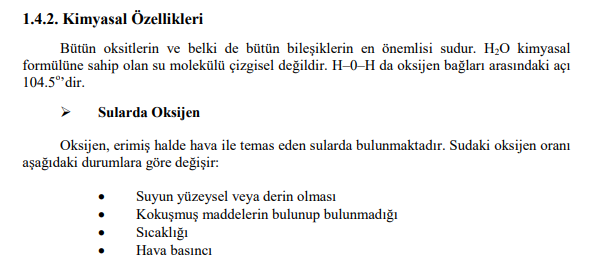 1.4.2. Kimyasal Özellikleri
Bütün oksitlerin ve belki de bütün bileşiklerin en önemlisi sudur. H₂O kimyasal
formülüne sahip olan su molekülü çizgisel değildir. H–0–H da oksijen bağları arasındaki açı
104.5º’dir.
➢ Sularda Oksijen
Oksijen, erimiş halde hava ile temas eden sularda bulunmaktadır. Sudaki oksijen oranı
aşağıdaki durumlara göre değişir:
• Suyun yüzeysel veya derin olması
• Kokuşmuş maddelerin bulunup bulunmadığı
• Sıcaklığı
• Hava basıncı